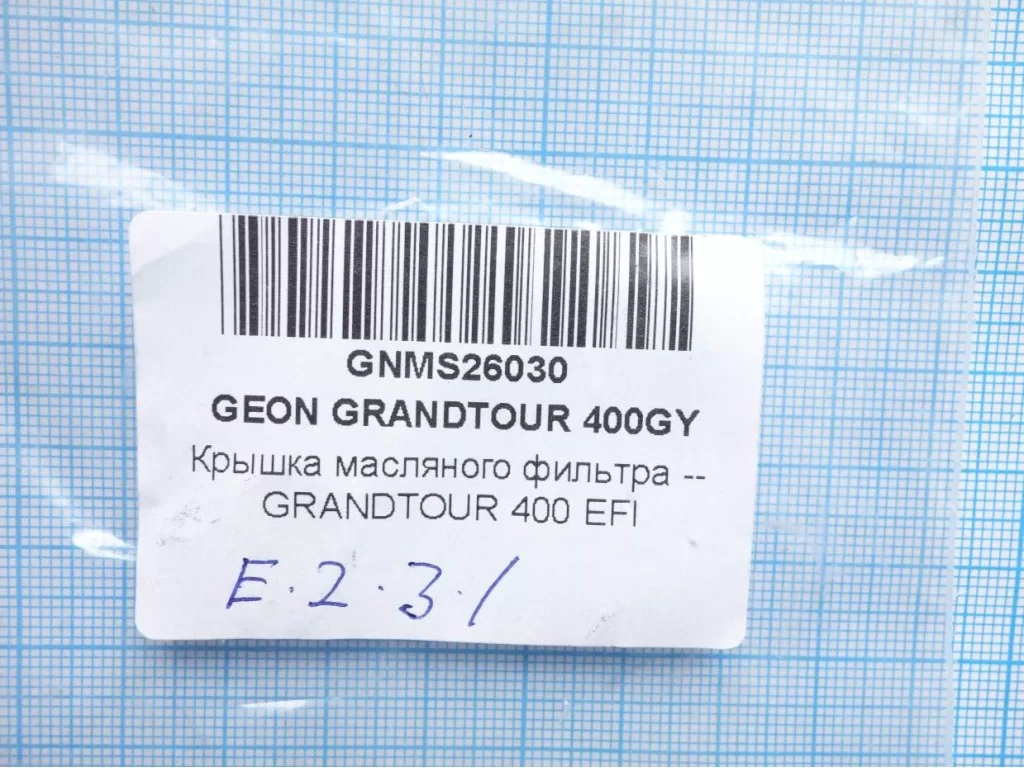 GNMS26030
GEON GRANDTOUR 400GY
Крышка масляного фильтра --
GRANDTOUR 400 EFI
E.2.3.1